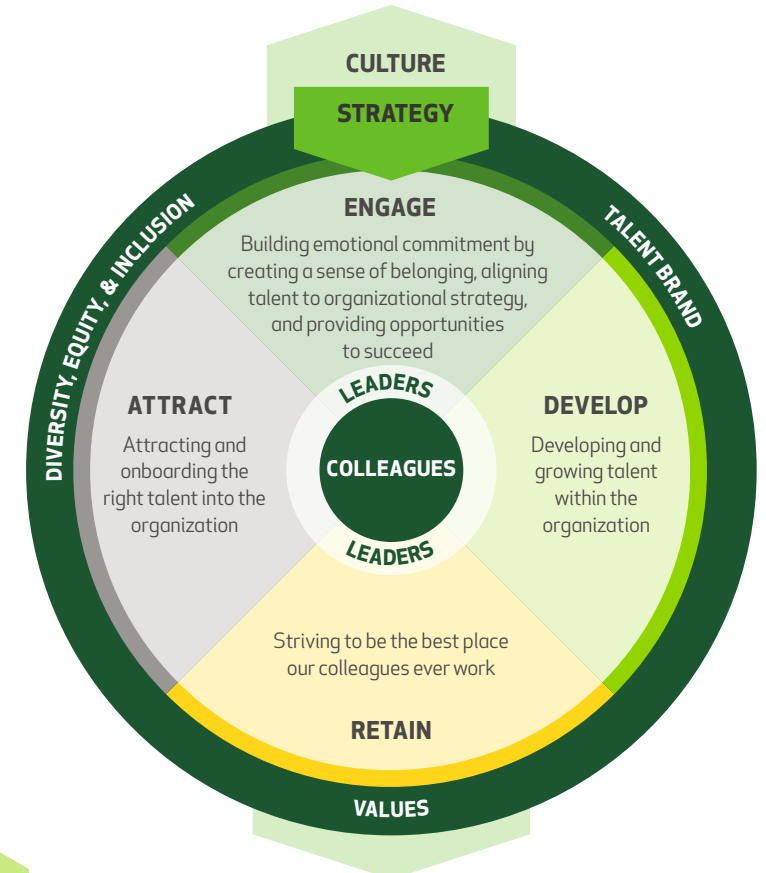 CULTURE
STRATEGY
DIVERSITY, EQUITY, & INCLUSION
TALENT BRAND
ENGAGE
Building emotional commitment by
creating a sense of belonging, aligning
talent to organizational strategy,
and providing opportunities
to succeed
ATTRACT
Attracting and
onboarding the
right talent into the
organization
LEADERS
COLLEAGUES
LEADERS
DEVELOP
Developing and
growing talent
within the
organization
Striving to be the best place
our colleagues ever work
RETAIN
VALUES